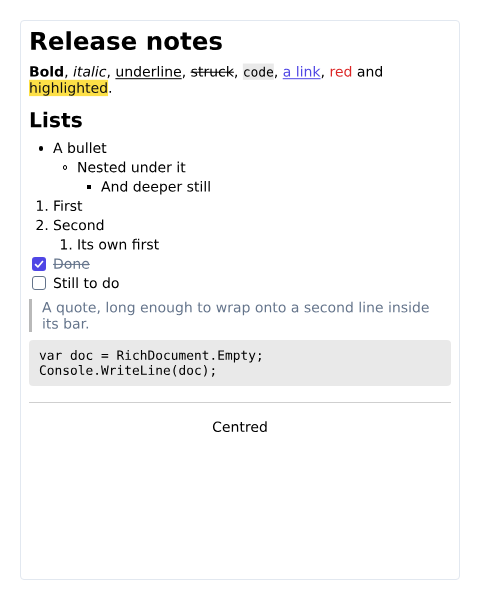 Release notes
Bold, italic, underline, struck, code, a link, red and
highlighted.
Lists
• A bullet
◦ Nested under it
▪ And deeper still
1. First
2. Second
1. Its own first
Done
Still to do
A quote, long enough to wrap onto a second line inside
its bar.
var doc = RichDocument.Empty;
Console.WriteLine(doc);
Centred